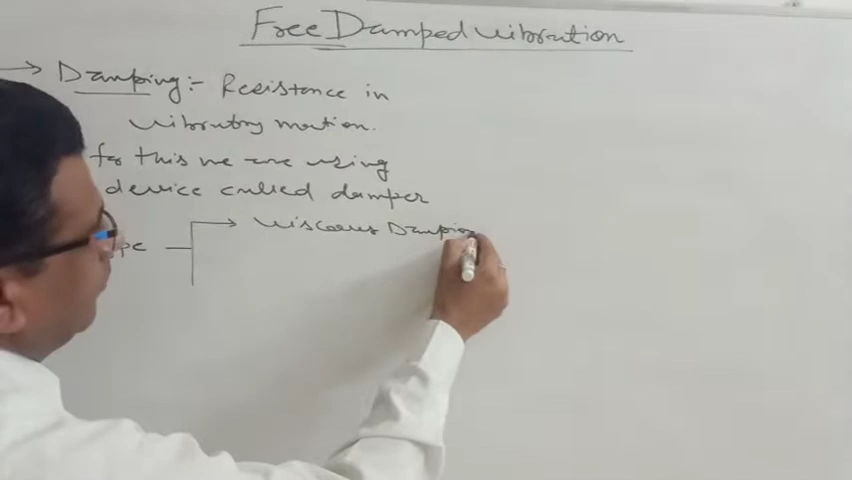 Free Damped vibration
→ Damping :- Resistance in
vibratory motion.
for this we are using
device called damper
→ viscous Damping